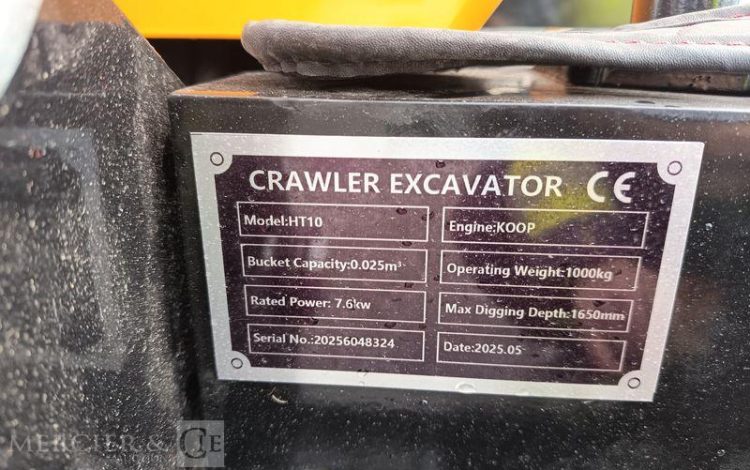 CRAWLER EXCAVATOR CE
Model:HT10
Engine:KOOP
Bucket Capacity:0.025m³
Operating Weight:1000kg
Rated Power: 7.6kw
Max Digging Depth:1650mm
Serial No.:20256048324
Date:2025.05
MERCIER & CIE